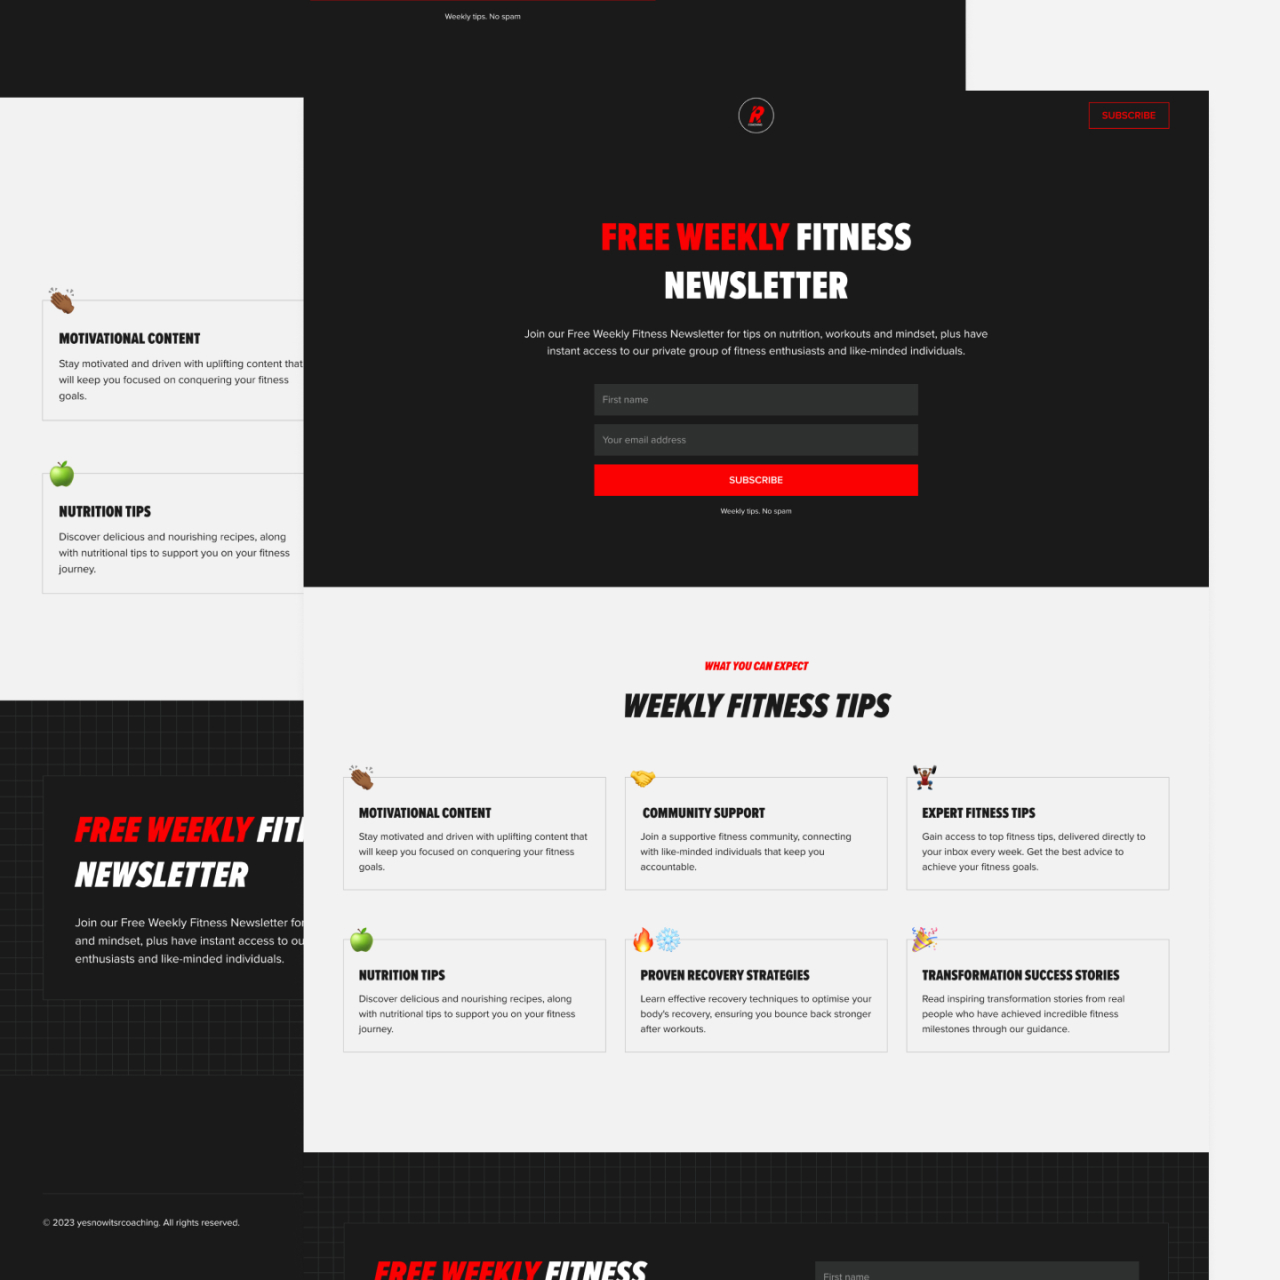 Weekly tips. No spam
MOTIVATIONAL CONTENT
Stay motivated and driven with uplifting content that
will keep you focused on conquering your fitness
goals.
NUTRITION TIPS
Discover delicious and nourishing recipes, along
with nutritional tips to support you on your fitness
journey.
FREE WEEKLY FIT
NEWSLETTER
Join our Free Weekly Fitness Newsletter for
and mindset, plus have instant access to ou
enthusiasts and like-minded individuals.
© 2023 yesnowitsrcoaching. All rights reserved.
R
SUBSCRIBE
FREE WEEKLY FITNESS
NEWSLETTER
Join our Free Weekly Fitness Newsletter for tips on nutrition, workouts and mindset, plus have
instant access to our private group of fitness enthusiasts and like-minded individuals.
First name
Your email address
SUBSCRIBE
Weekly tips. No spam
WHAT YOU CAN EXPECT
WEEKLY FITNESS TIPS
MOTIVATIONAL CONTENT
Stay motivated and driven with uplifting content that
will keep you focused on conquering your fitness
goals.
COMMUNITY SUPPORT
Join a supportive fitness community, connecting
with like-minded individuals that keep you
accountable.
EXPERT FITNESS TIPS
Gain access to top fitness tips, delivered directly to
your inbox every week. Get the best advice to
achieve your fitness goals.
NUTRITION TIPS
Discover delicious and nourishing recipes, along
with nutritional tips to support you on your fitness
journey.
PROVEN RECOVERY STRATEGIES
Learn effective recovery techniques to optimise your
body's recovery, ensuring you bounce back stronger
after workouts.
TRANSFORMATION SUCCESS STORIES
Read inspiring transformation stories from real
people who have achieved incredible fitness
milestones through our guidance.
FREE WEEKLY FITNESS
First name